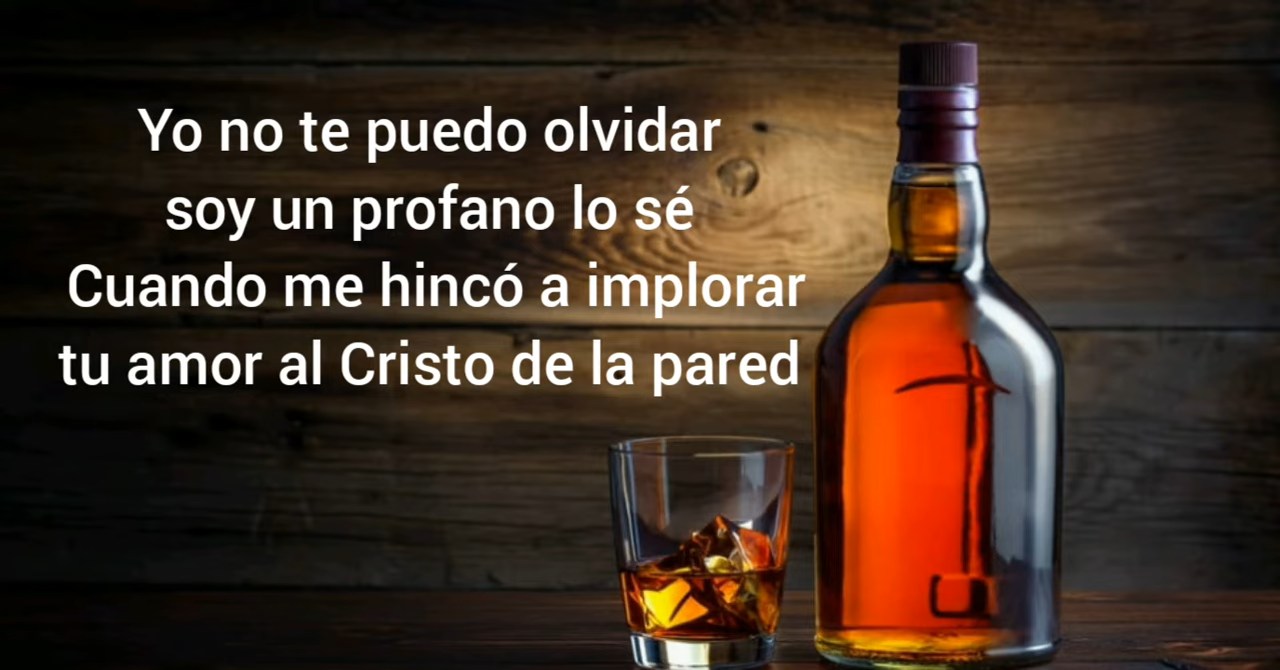 Yo no te puedo olvidar
soy un profano lo sé
Cuando me hincó a implorar
tu amor al Cristo de la pared